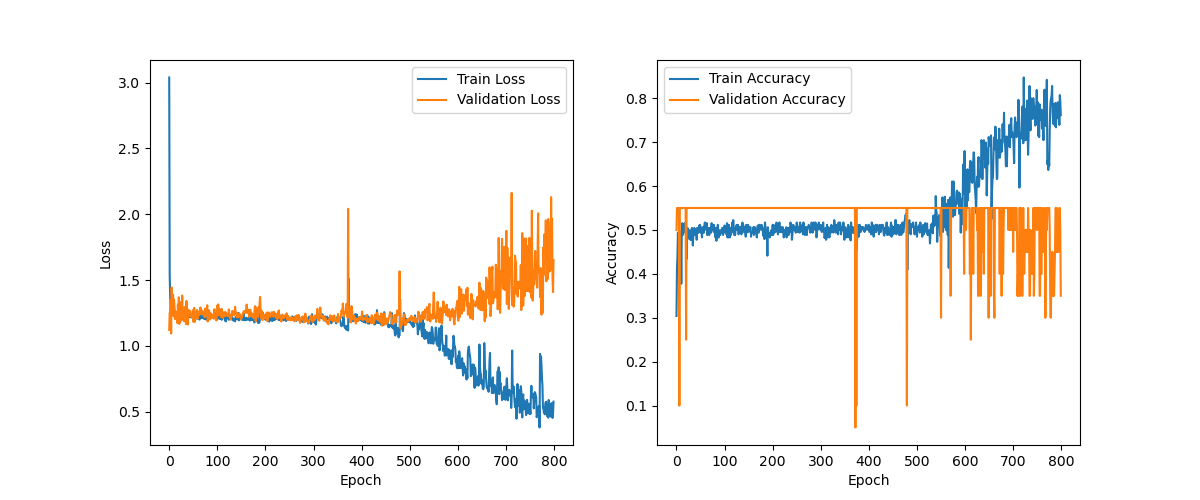 3.0
2.5
2.0
1.5
1.0
0.5
Loss
0 100 200 300 400 500 600 700 800
Epoch
Train Loss
Validation Loss
0.8
0.7
0.6
0.5
0.4
0.3
0.2
0.1
Accuracy
0 100 200 300 400 500 600 700 800
Epoch
Train Accuracy
Validation Accuracy